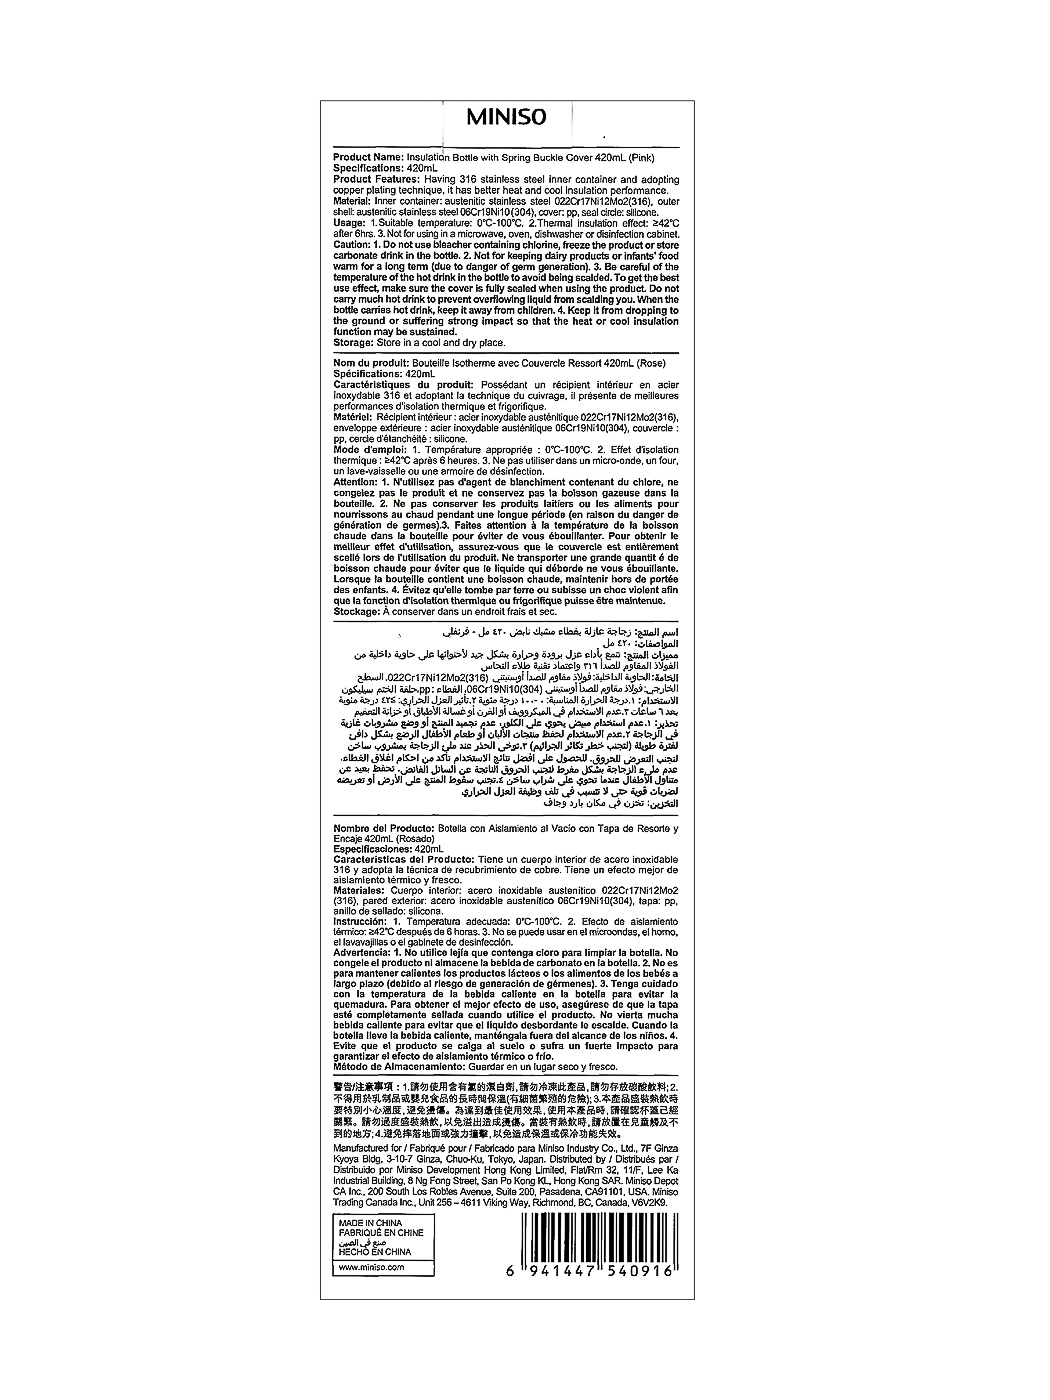 MINISO
Product Name: Insulation Bottle with Spring Buckle Cover 420mL (Pink)
Specifications: 420mL
Product Features: Having 316 stainless steel inner container and adopting
copper plating technique, it has better heat and cool insulation performance.
Material: Inner container: austenitic stainless steel 022Cr17Ni12Mo2(316), outer
shell: austenitic stainless steel 06Cr19Ni10(304), cover: pp, seal circle: silicone.
Usage: 1.Suitable temperature: 0°C-100°C. 2.Thermal insulation effect: ≥42°C
after 6hrs. 3. Not for using in a microwave, oven, dishwasher or disinfection cabinet.
Caution: 1. Do not use bleacher containing chlorine, freeze the product or store
carbonate drink in the bottle. 2. Not for keeping dairy products or infants' food
warm for a long term (due to danger of germ generation). 3. Be careful of the
temperature of the hot drink in the bottle to avoid being scalded. To get the best
use effect, make sure the cover is fully sealed when using the product. Do not
carry much hot drink to prevent overflowing liquid from scalding you. When the
bottle carries hot drink, keep it away from children. 4. Keep it from dropping to
the ground or suffering strong impact so that the heat or cool insulation
function may be sustained.
Storage: Store in a cool and dry place.
Nom du produit: Bouteille Isotherme avec Couvercle Ressort 420mL (Rose)
Spécifications: 420mL
Caractéristiques du produit: Possédant un récipient intérieur en acier
inoxydable 316 et adoptant la technique du cuivrage, il présente de meilleures
performances d'isolation thermique et frigorifique.
Matériel: Récipient intérieur : acier inoxydable austénitique 022Cr17Ni12Mo2(316),
enveloppe extérieure : acier inoxydable austénitique 06Cr19Ni10(304), couvercle :
pp, cercle d'étanchéité : silicone.
Mode d'emploi: 1. Température appropriée : 0°C-100°C. 2. Effet d'isolation
thermique : ≥42°C après 6 heures. 3. Ne pas utiliser dans un micro-onde, un four,
un lave-vaisselle ou une armoire de désinfection.
Attention: 1. N'utilisez pas d'agent de blanchiment contenant du chlore, ne
congelez pas le produit et ne conservez pas la boisson gazeuse dans la
bouteille. 2. Ne pas conserver les produits laitiers ou les aliments pour
nourrissons au chaud pendant une longue période (en raison du danger de
génération de germes).3. Faites attention à la température de la boisson
chaude dans la bouteille pour éviter de vous ébouillanter. Pour obtenir le
meilleur effet d'utilisation, assurez-vous que le couvercle est entièrement
scellé lors de l'utilisation du produit. Ne transporter une grande quantit é de
boisson chaude pour éviter que le liquide qui déborde ne vous ébouillante.
Lorsque la bouteille contient une boisson chaude, maintenir hors de portée
des enfants. 4. Évitez qu'elle tombe par terre ou subisse un choc violent afin
que la fonction d'isolation thermique ou frigorifique puisse être maintenue.
Stockage: À conserver dans un endroit frais et sec.
اسم المنتج: زجاجة عازلة بغطاء مشبك نابض ٤٢٠ مل - قرنفلي
المواصفات: ٤٢٠ مل
مميزات المنتج: تتمع بأداء عزل برودة وحرارة بشكل جيد لأحتوائها على حاوية داخلية من
الفولاذ المقاوم للصدأ ٣١٦ واعتماد تقنية طلاء النحاس
الخامة: الحاوية الداخلية: فولاذ مقاوم للصدأ أوستنيتي 022Cr17Ni12Mo2(316)، السطح
الخارجي: فولاذ مقاوم للصدأ أوستنيتي 06Cr19Ni10(304)، الغطاء :pp، حلقة الختم سيليكون
الاستخدام: ١. درجة الحرارة المناسبة: ٠-١٠٠ درجة مئوية ٢.تأثير العزل الحراري: ≥٤٢ درجة مئوية
بعد ٦ ساعات ٣.عدم الاستخدام في الميكروويف أو الفرن أو غسالة الأطباق أو خزانة التعقيم
تحذير: ١.عدم استخدام مبيض يحوي على الكلور، عدم تجميد المنتج أو وضع مشروبات غازية
في الزجاجة ٢.عدم الاستخدام لحفظ منتجات الألبان أو طعام الأطفال الرضع بشكل دافئ
لفترة طويلة (لتجنب خطر تكاثر الجراثيم) ٣.توخى الحذر عند ملئ الزجاجة بمشروب ساخن
لتجنب التعرض للحروق. للحصول على افضل نتائج الاستخدام تأكد من احكام اغلاق الغطاء،
عدم ملىء الزجاجة بشكل مفرط لتجنب الحروق الناتجة عن السائل الفائض. تحفظ بعيد عن
متناول الأطفال عندما تحوي على شراب ساخن ٤.تجنب سقوط المنتج على الأرض أو تعريضه
لضربات قوية حتى لا تتسبب في تلف وظيفة العزل الحراري
التخزين: تخزن في مكان بارد وجاف
Nombre del Producto: Botella con Aislamiento al Vacío con Tapa de Resorte y
Encaje 420mL (Rosado)
Especificaciones: 420mL
Características del Producto: Tiene un cuerpo interior de acero inoxidable
316 y adopta la técnica de recubrimiento de cobre. Tiene un efecto mejor de
aislamiento térmico y fresco.
Materiales: Cuerpo interior: acero inoxidable austenítico 022Cr17Ni12Mo2
(316), pared exterior: acero inoxidable austenítico 06Cr19Ni10(304), tapa: pp,
anillo de sellado: silicona.
Instrucción: 1. Temperatura adecuada: 0°C-100°C. 2. Efecto de aislamiento
térmico: ≥42°C después de 6 horas. 3. No se puede usar en el microondas, el horno,
el lavavajillas o el gabinete de desinfección.
Advertencia: 1. No utilice lejía que contenga cloro para limpiar la botella. No
congele el producto ni almacene la bebida de carbonato en la botella. 2. No es
para mantener calientes los productos lácteos o los alimentos de los bebés a
largo plazo (debido al riesgo de generación de gérmenes). 3. Tenga cuidado
con la temperatura de la bebida caliente en la botella para evitar la
quemadura. Para obtener el mejor efecto de uso, asegúrese de que la tapa
esté completamente sellada cuando utilice el producto. No vierta mucha
bebida caliente para evitar que el líquido desbordante le escalde. Cuando la
botella lleve la bebida caliente, manténgala fuera del alcance de los niños. 4.
Evite que el producto se caiga al suelo o sufra un fuerte impacto para
garantizar el efecto de aislamiento térmico o frío.
Método de Almacenamiento: Guardar en un lugar seco y fresco.
警告/注意事項：1.請勿使用含有氯的漂白劑,請勿冷凍此產品,請勿存放碳酸飲料;2.
不得用於乳制品或嬰兒食品的長時間保溫(有細菌繁殖的危險);3.本產品盛裝熱飲時
要特別小心溫度,避免燙傷。為達到最佳使用效果,使用本產品時,請確認杯蓋已經
關緊。請勿過度盛裝熱飲,以免溢出造成燙傷。當裝有熱飲時,請放置在兒童觸及不
到的地方;4.避免摔落地面或強力撞擊,以免造成保溫或保冷功能失效。
Manufactured for / Fabriqué pour / Fabricado para Miniso Industry Co., Ltd., 7F Ginza
Kyoya Bldg, 3-10-7 Ginza, Chuo-Ku, Tokyo, Japan. Distributed by / Distribués par /
Distribuido por Miniso Development Hong Kong Limited, Flat/Rm 32, 11/F, Lee Ka
Industrial Building, 8 Ng Fong Street, San Po Kong KL, Hong Kong SAR. Miniso Depot
CA Inc., 200 South Los Robles Avenue, Suite 200, Pasadena, CA91101, USA. Miniso
Trading Canada Inc., Unit 256 – 4611 Viking Way, Richmond, BC, Canada, V6V2K9.
MADE IN CHINA
FABRIQUÉ EN CHINE
صنع في الصين
HECHO EN CHINA
www.miniso.com
6 941447 540916